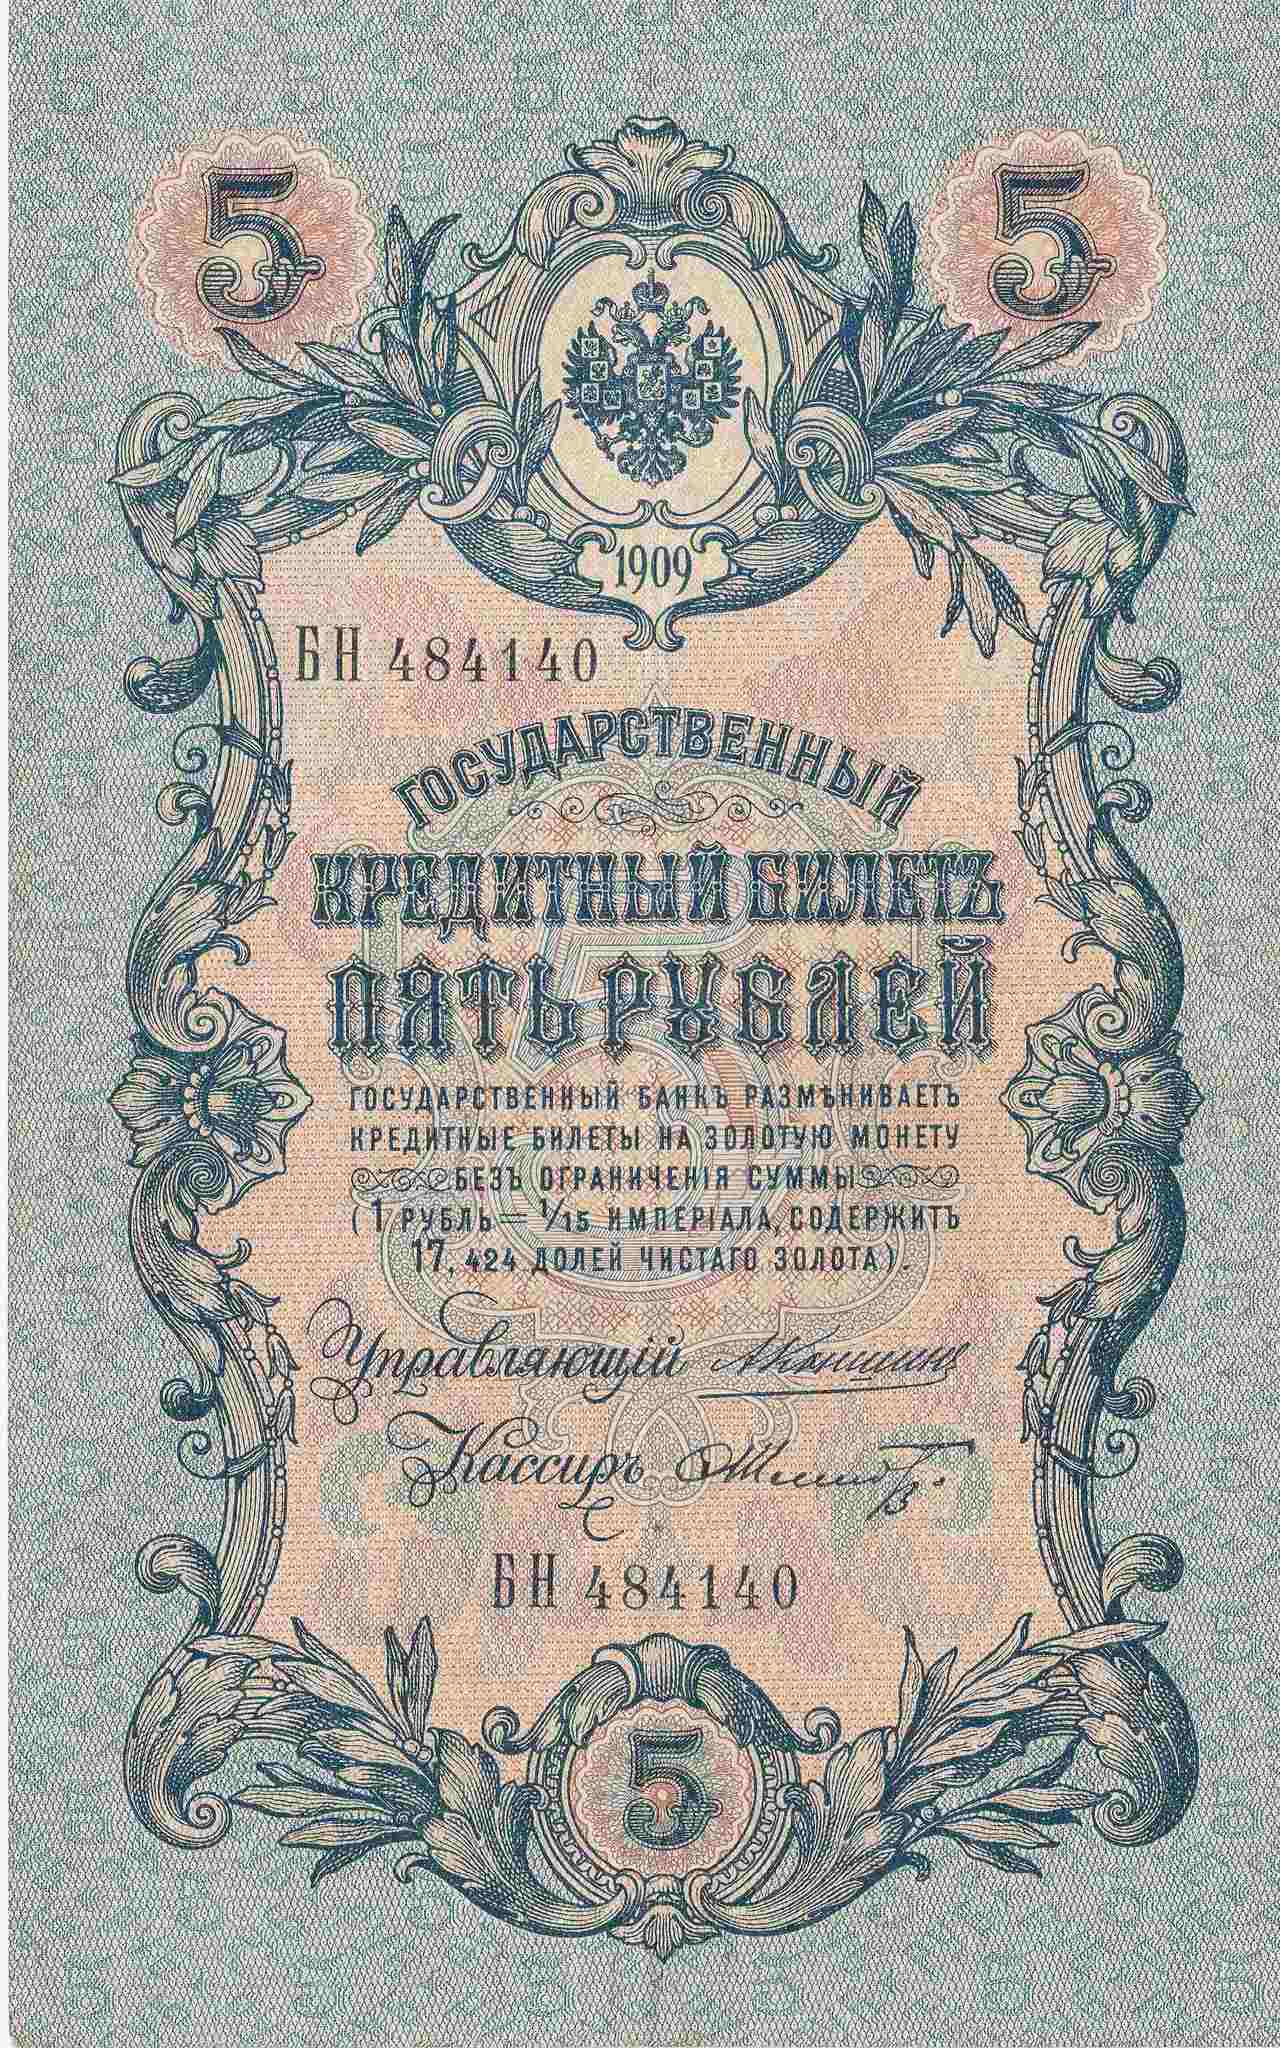 5 5
1909
БН 484140
ГОСУДАРСТВЕННЫЙ
КРЕДИТНЫЙ БИЛЕТЪ
ПЯТЬ РУБЛЕЙ
ГОСУДАРСТВЕННЫЙ БАНКЪ РАЗМѢНИВАЕТЪ
КРЕДИТНЫЕ БИЛЕТЫ НА ЗОЛОТУЮ МОНЕТУ
БЕЗЪ ОГРАНИЧЕНІЯ СУММЫ
(1 РУБЛЬ = 1/15 ИМПЕРІАЛА, СОДЕРЖИТЪ
17, 424 ДОЛЕЙ ЧИСТАГО ЗОЛОТА).
Управляющій АКоншинъ
Кассиръ
БН 484140
5